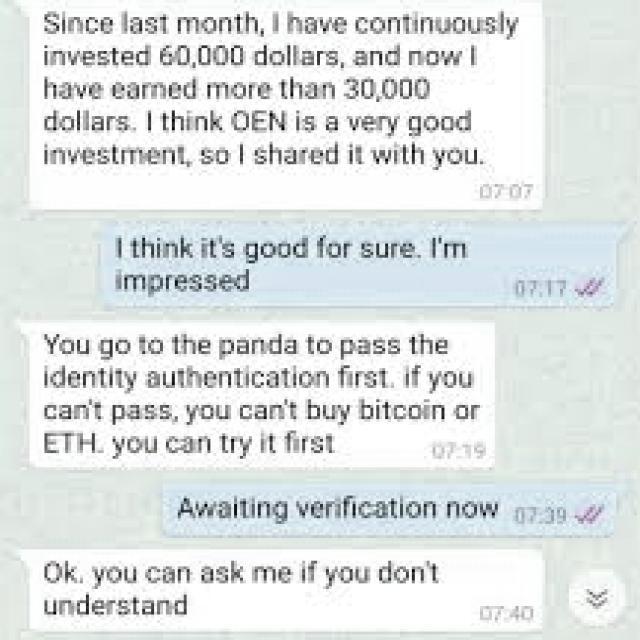 Since last month, I have continuously
invested 60,000 dollars, and now I
have earned more than 30,000
dollars. I think OEN is a very good
investment, so I shared it with you.
07:07
I think it's good for sure. I'm
impressed
07:17
You go to the panda to pass the
identity authentication first. if you
can't pass, you can't buy bitcoin or
ETH. you can try it first
07:19
Awaiting verification now 07:39
Ok. you can ask me if you don't
understand
07:40